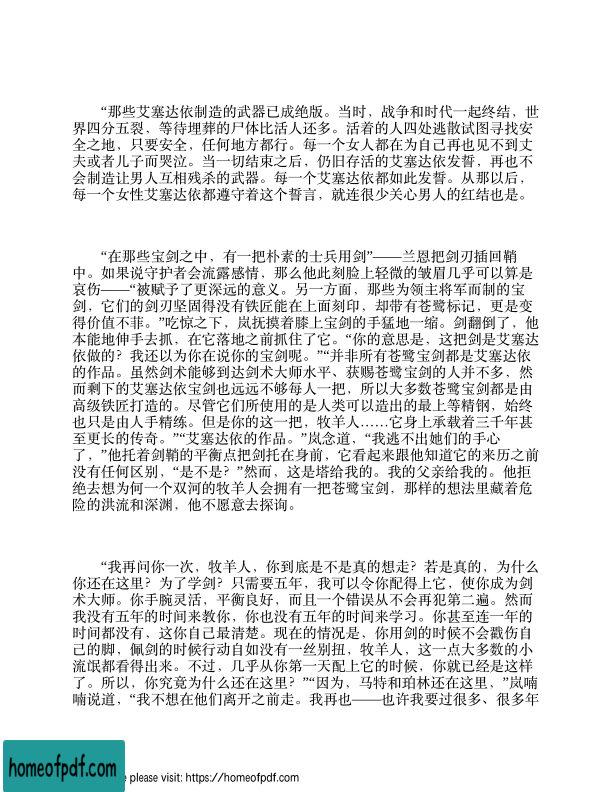 “那些艾塞达依制造的武器已成绝版。当时，战争和时代一起终结，世
界四分五裂，等待埋葬的尸体比活人还多。活着的人四处逃散试图寻找安
全之地，只要安全，任何地方都行。每一个女人都在为自己再也见不到丈
夫或者儿子而哭泣。当一切结束之后，仍旧存活的艾塞达依发誓，再也不
会制造让男人互相残杀的武器。每一个艾塞达依都如此发誓。从那以后，
每一个女性艾塞达依都遵守着这个誓言，就连很少关心男人的红结也是。
“在那些宝剑之中，有一把朴素的士兵用剑”——兰恩把剑刃插回鞘
中。如果说守护者会流露感情，那么他此刻脸上轻微的皱眉几乎可以算是
哀伤——“被赋予了更深远的意义。另一方面，那些为领主将军而制的宝
剑，它们的剑刃坚固得没有铁匠能在上面刻印，却带有苍鹭标记，更是变
得价值不菲。”吃惊之下，岚抚摸着膝上宝剑的手猛地一缩。剑翻倒了，他
本能地伸手去抓，在它落地之前抓住了它。“你的意思是，这把剑是艾塞达
依做的？我还以为你在说你的宝剑呢。”“并非所有苍鹭宝剑都是艾塞达依
的作品。虽然剑术能够到达剑术大师水平、获赐苍鹭宝剑的人并不多，然
而剩下的艾塞达依宝剑也远远不够每人一把，所以大多数苍鹭宝剑都是由
高级铁匠打造的。尽管它们所使用的是人类可以造出的最上等精钢，始终
也只是由人手精练。但是你的这一把，牧羊人……它身上承载着三千年甚
至更长的传奇。”“艾塞达依的作品。”岚念道，“我逃不出她们的手心
了，”他托着剑鞘的平衡点把剑托在身前，它看起来跟他知道它的来历之前
没有任何区别，“是不是？”然而，这是塔给我的。我的父亲给我的。他拒
绝去想为何一个双河的牧羊人会拥有一把苍鹭宝剑，那样的想法里藏着危
险的洪流和深渊，他不愿意去探询。
“我再问你一次，牧羊人，你到底是不是真的想走？若是真的，为什么
你还在这里？为了学剑？只需要五年，我可以令你配得上它，使你成为剑
术大师。你手腕灵活，平衡良好，而且一个错误从不会再犯第二遍。然而
我没有五年的时间来教你，你也没有五年的时间来学习。你甚至连一年的
时间都没有，这你自己最清楚。现在的情况是，你用剑的时候不会戳伤自
己的脚，佩剑的时候行动自如没有一丝别扭，牧羊人，这一点大多数的小
流氓都看得出来。不过，几乎从你第一天配上它的时候，你就已经是这样
了。所以，你究竟为什么还在这里？”“因为，马特和珀林还在这里，”岚喃
喃说道，“我不想在他们离开之前走。我再也——也许我要过很多、很多年
homeofpdf.com
e please visit: https://homeofpdf.com